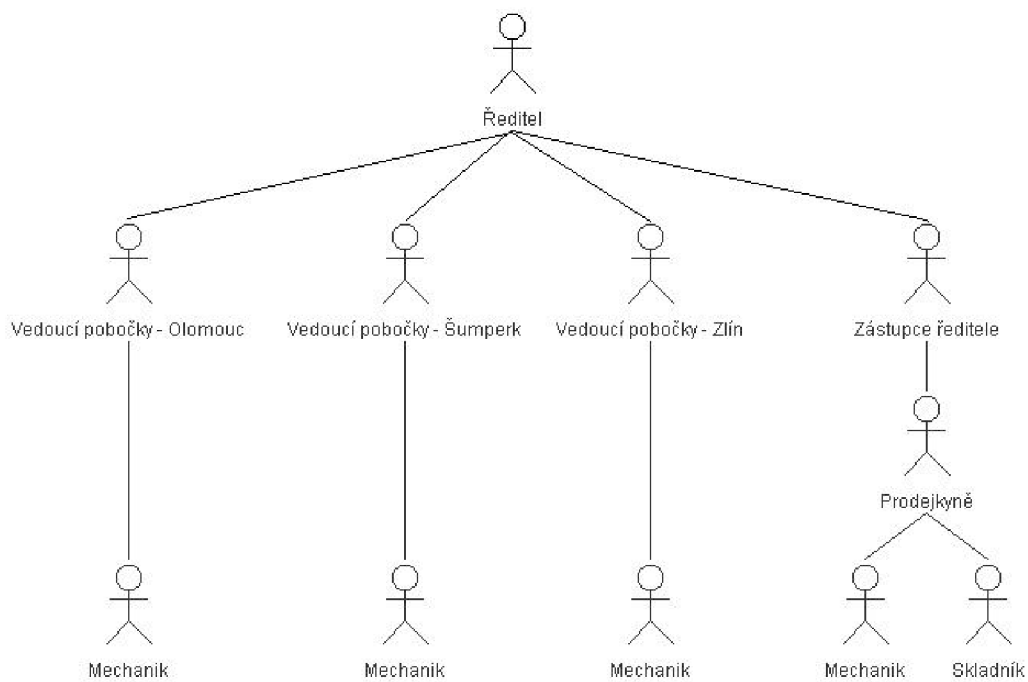 Ředitel
Vedoucí pobočky - Olomouc
Vedoucí pobočky - Šumperk
Vedoucí pobočky - Zlín
Zástupce ředitele
Prodejkyně
Mechanik
Mechanik
Mechanik
Mechanik
Skladník